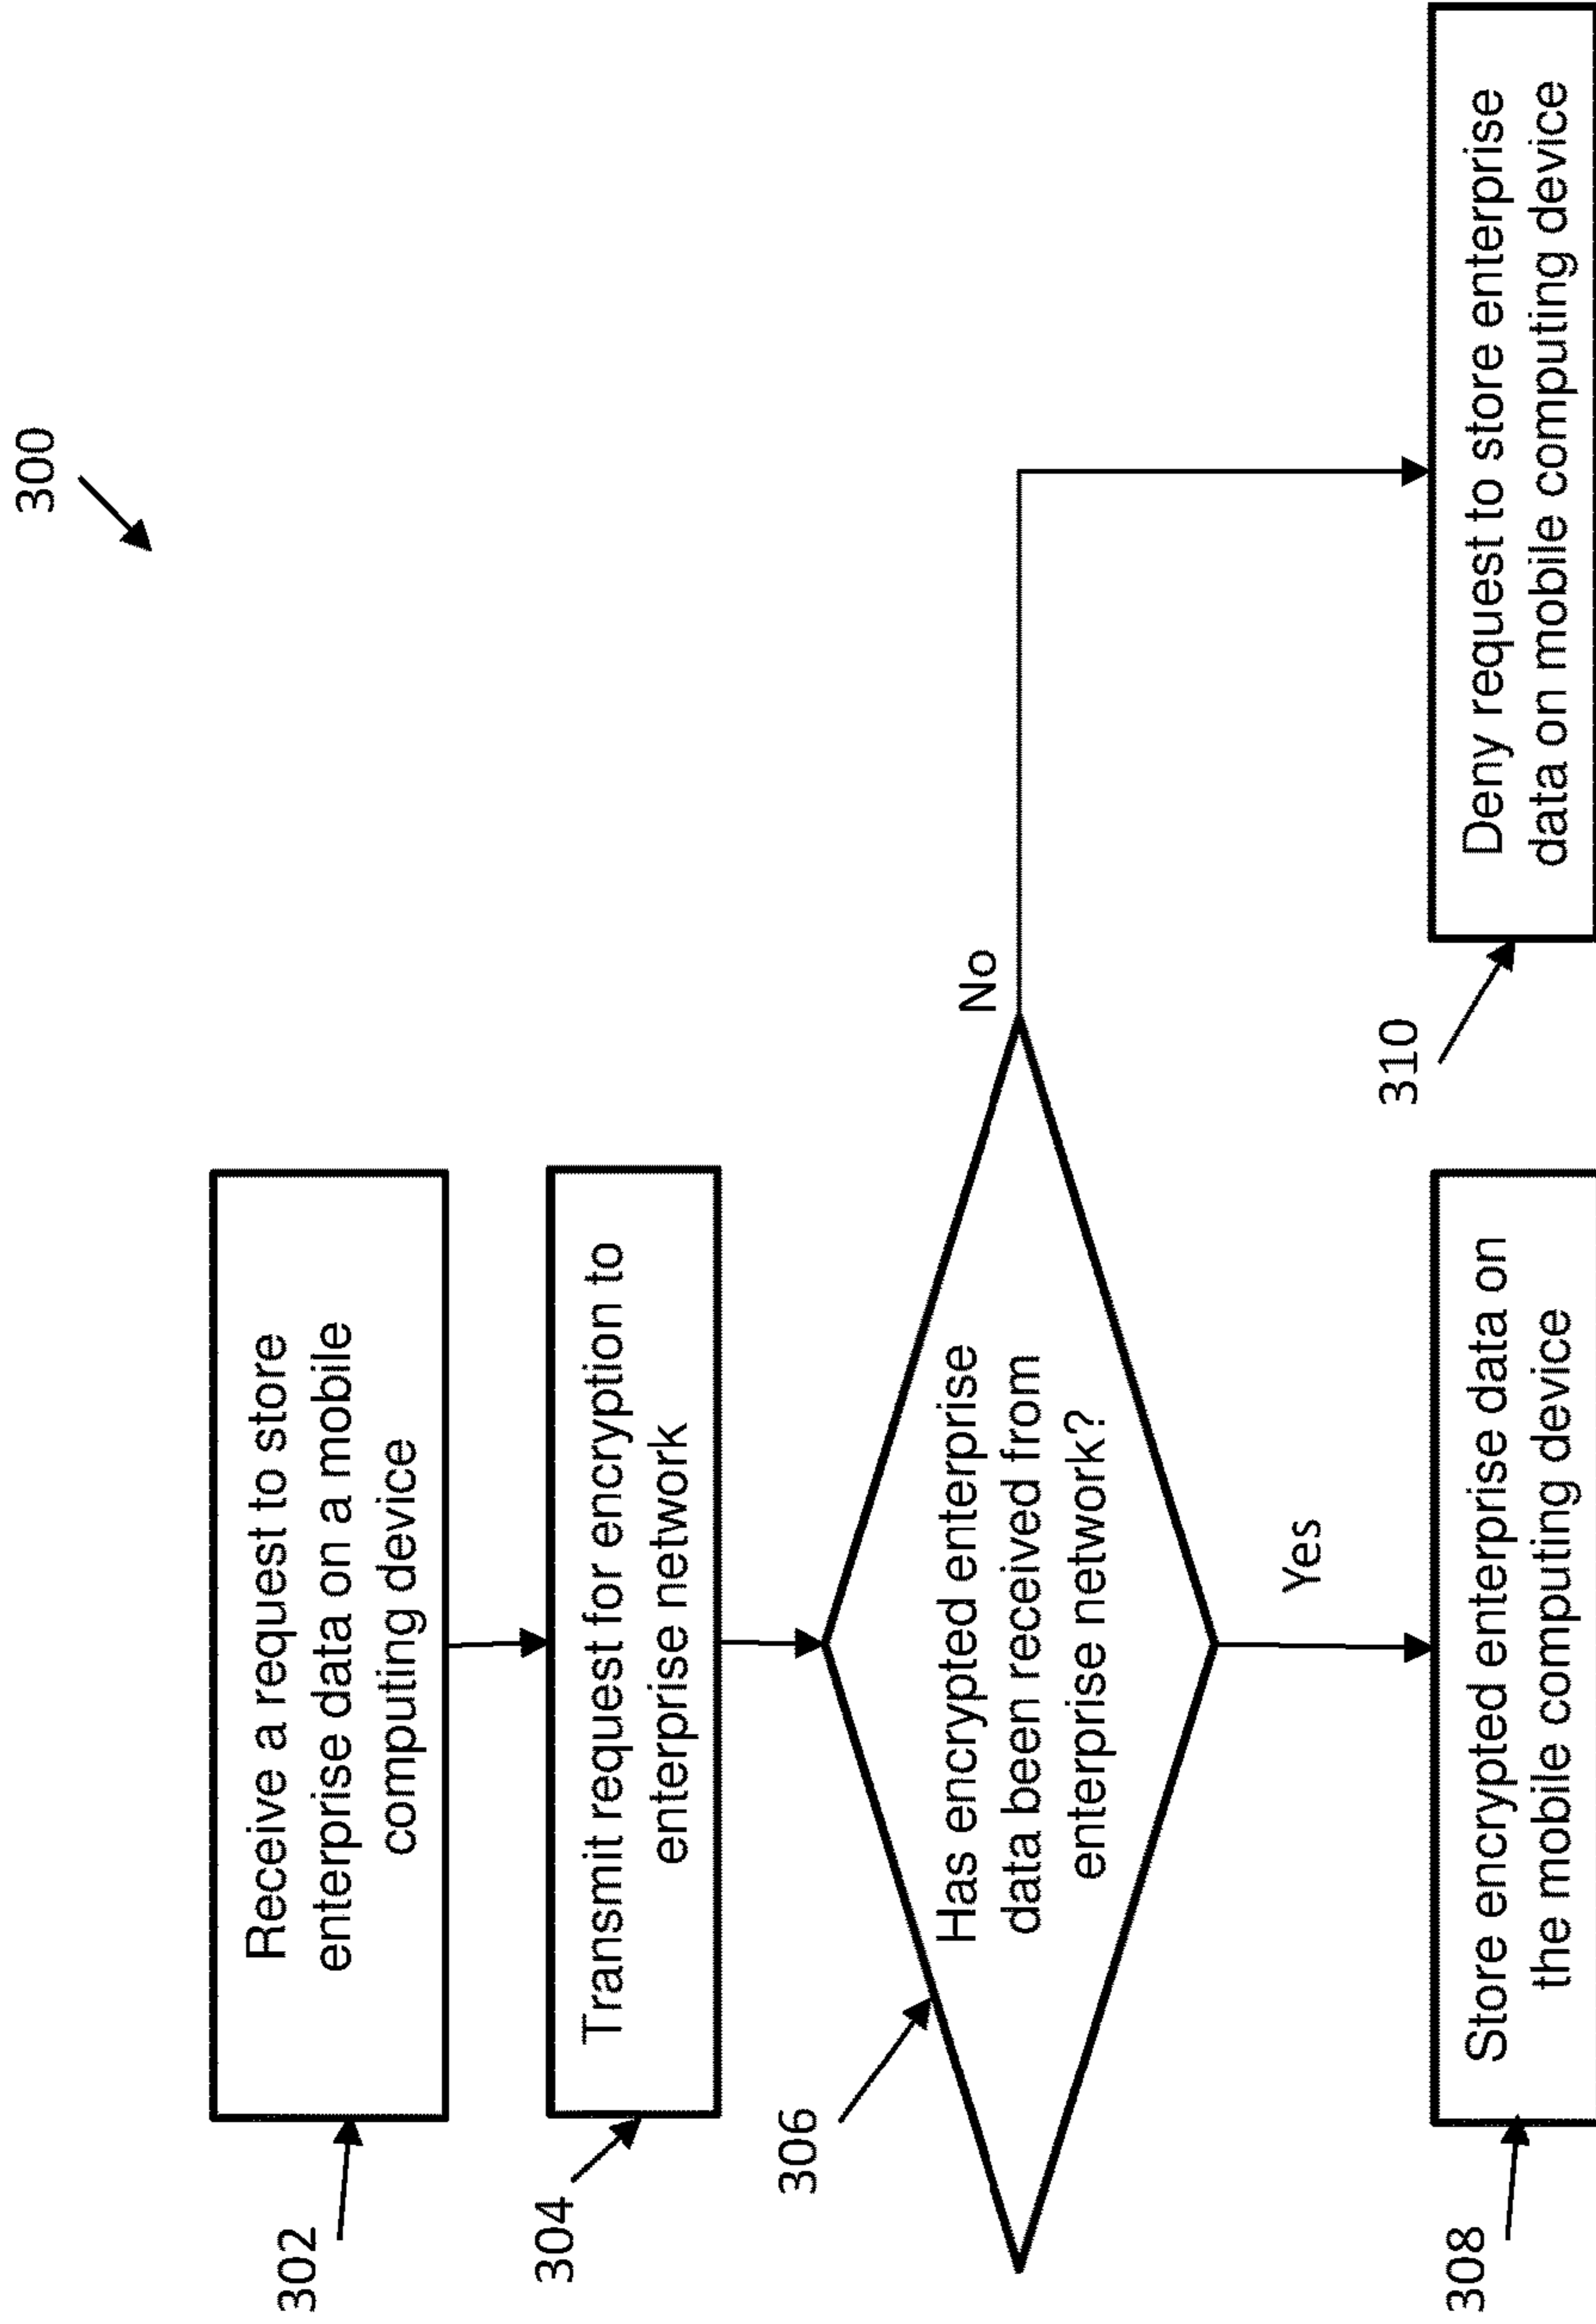 300
302
Receive a request to store
enterprise data on a mobile
computing device
304
Transmit request for encryption to
enterprise network
306
Has encrypted enterprise
data been received from
enterprise network?
No
Yes
308
Store encrypted enterprise data on
the mobile computing device
310
Deny request to store enterprise
data on mobile computing device